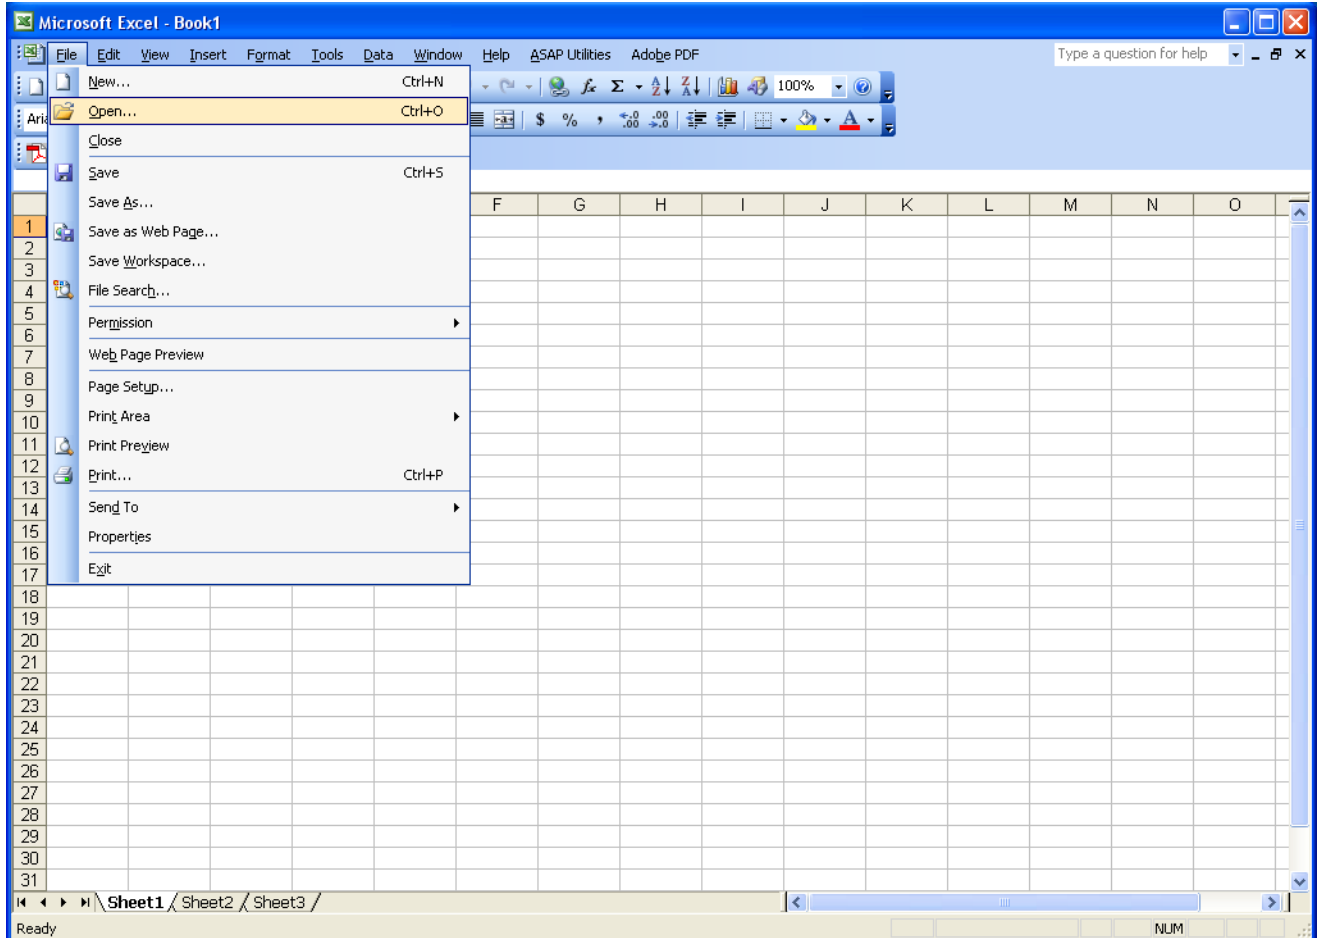 Microsoft Excel - Book1
File Edit View Insert Format Tools Data Window Help ASAP Utilities Adobe PDF Type a question for help
New... Ctrl+N
100%
Open... Ctrl+O
$ % ,
Close
Save Ctrl+S
Save As...
F G H I J K L M N O
Save as Web Page...
Save Workspace...
File Search...
Permission
Web Page Preview
Page Setup...
Print Area
Print Preview
Print... Ctrl+P
Send To
Properties
Exit
1
2
3
4
5
6
7
8
9
10
11
12
13
14
15
16
17
18
19
20
21
22
23
24
25
26
27
28
29
30
31
Sheet1 Sheet2 Sheet3
Ready NUM